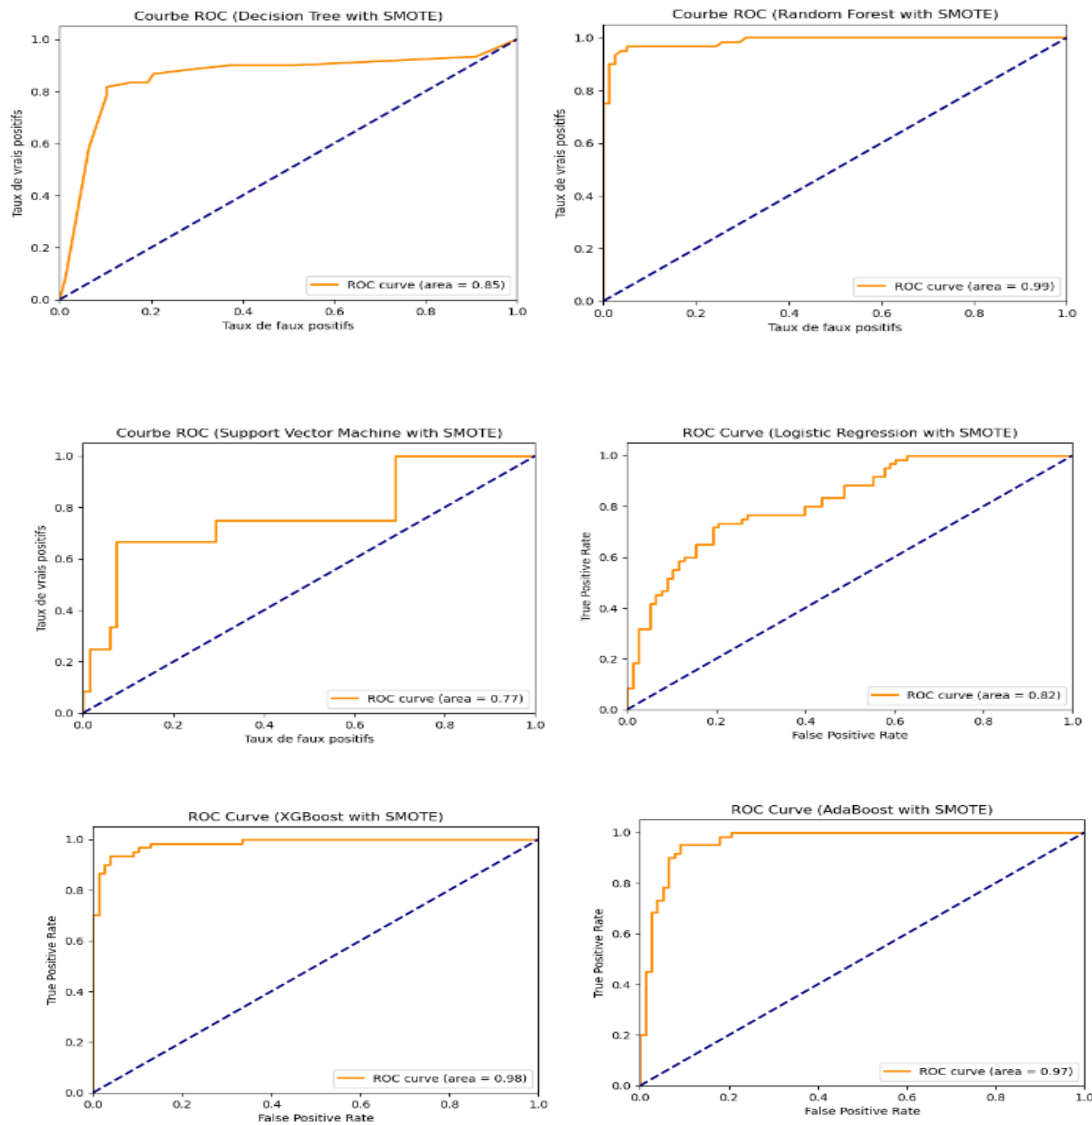 Courbe ROC (Decision Tree with SMOTE)
1.0
0.8
0.6
0.4
0.2
0.0
Taux de vrais positifs
ROC curve (area = 0.85)
0.0 0.2 0.4 0.6 0.8 1.0
Taux de faux positifs
Courbe ROC (Random Forest with SMOTE)
1.0
0.8
0.6
0.4
0.2
0.0
Taux de vrais positifs
ROC curve (area = 0.99)
0.0 0.2 0.4 0.6 0.8 1.0
Taux de faux positifs
Courbe ROC (Support Vector Machine with SMOTE)
1.0
0.8
0.6
0.4
0.2
0.0
Taux de vrais positifs
ROC curve (area = 0.77)
0.0 0.2 0.4 0.6 0.8 1.0
Taux de faux positifs
ROC Curve (Logistic Regression with SMOTE)
1.0
0.8
0.6
0.4
0.2
0.0
True Positive Rate
ROC curve (area = 0.82)
0.0 0.2 0.4 0.6 0.8 1.0
False Positive Rate
ROC Curve (XGBoost with SMOTE)
1.0
0.8
0.6
0.4
0.2
0.0
True Positive Rate
ROC curve (area = 0.98)
0.0 0.2 0.4 0.6 0.8 1.0
False Positive Rate
ROC Curve (AdaBoost with SMOTE)
1.0
0.8
0.6
0.4
0.2
0.0
True Positive Rate
ROC curve (area = 0.97)
0.0 0.2 0.4 0.6 0.8 1.0
False Positive Rate